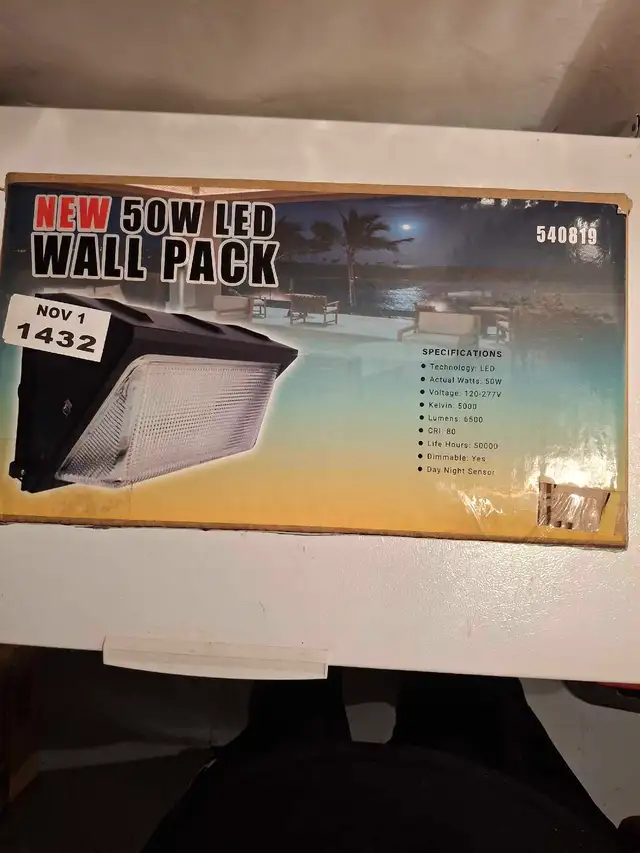 NEW 50W LED
WALL PACK
540819
NOV 1
1432
SPECIFICATIONS
• Technology: LED
• Actual Watts: 50W
• Voltage: 120-277V
• Kelvin: 5000
• Lumens: 6500
• CRI: 80
• Life Hours: 50000
• Dimmable: Yes
• Day Night Sensor